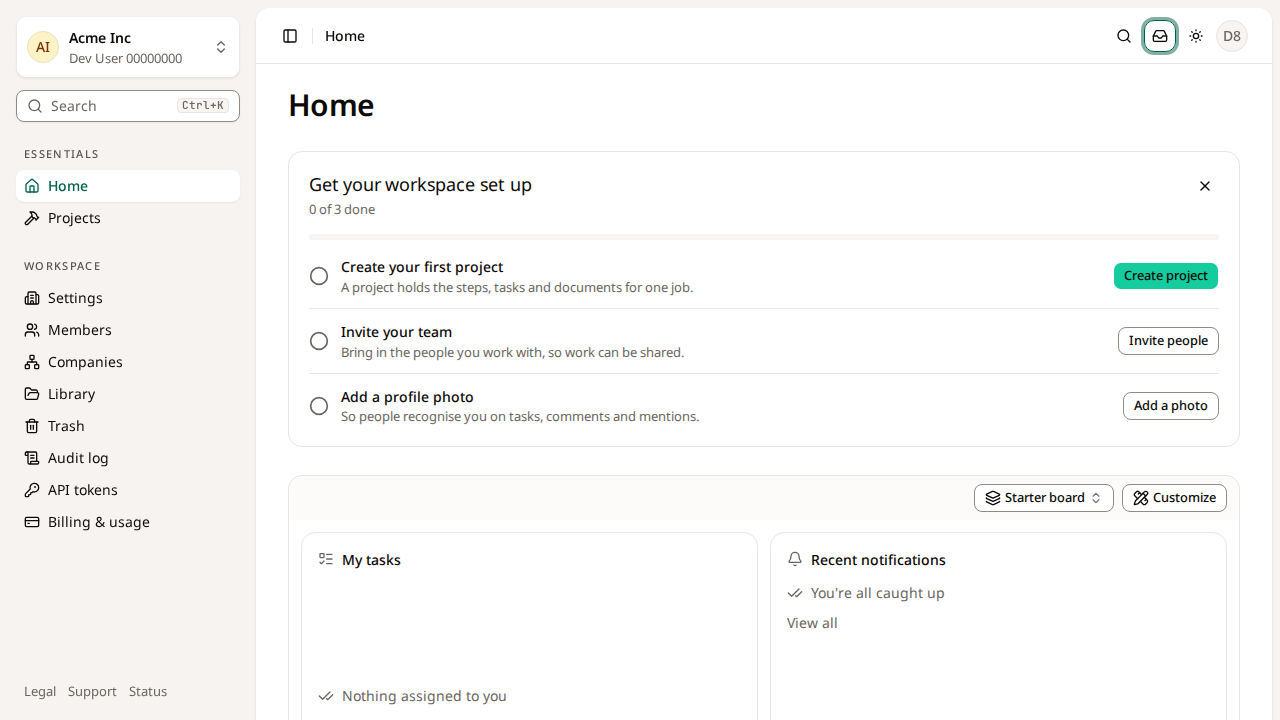 AI
Acme Inc
Dev User 00000000
Search
Ctrl+K
ESSENTIALS
Home
Projects
WORKSPACE
Settings
Members
Companies
Library
Trash
Audit log
API tokens
Billing & usage
Legal Support Status
Home
D8
Home
Get your workspace set up
0 of 3 done
Create your first project
A project holds the steps, tasks and documents for one job.
Create project
Invite your team
Bring in the people you work with, so work can be shared.
Invite people
Add a profile photo
So people recognise you on tasks, comments and mentions.
Add a photo
Starter board
Customize
My tasks
Nothing assigned to you
Recent notifications
You're all caught up
View all